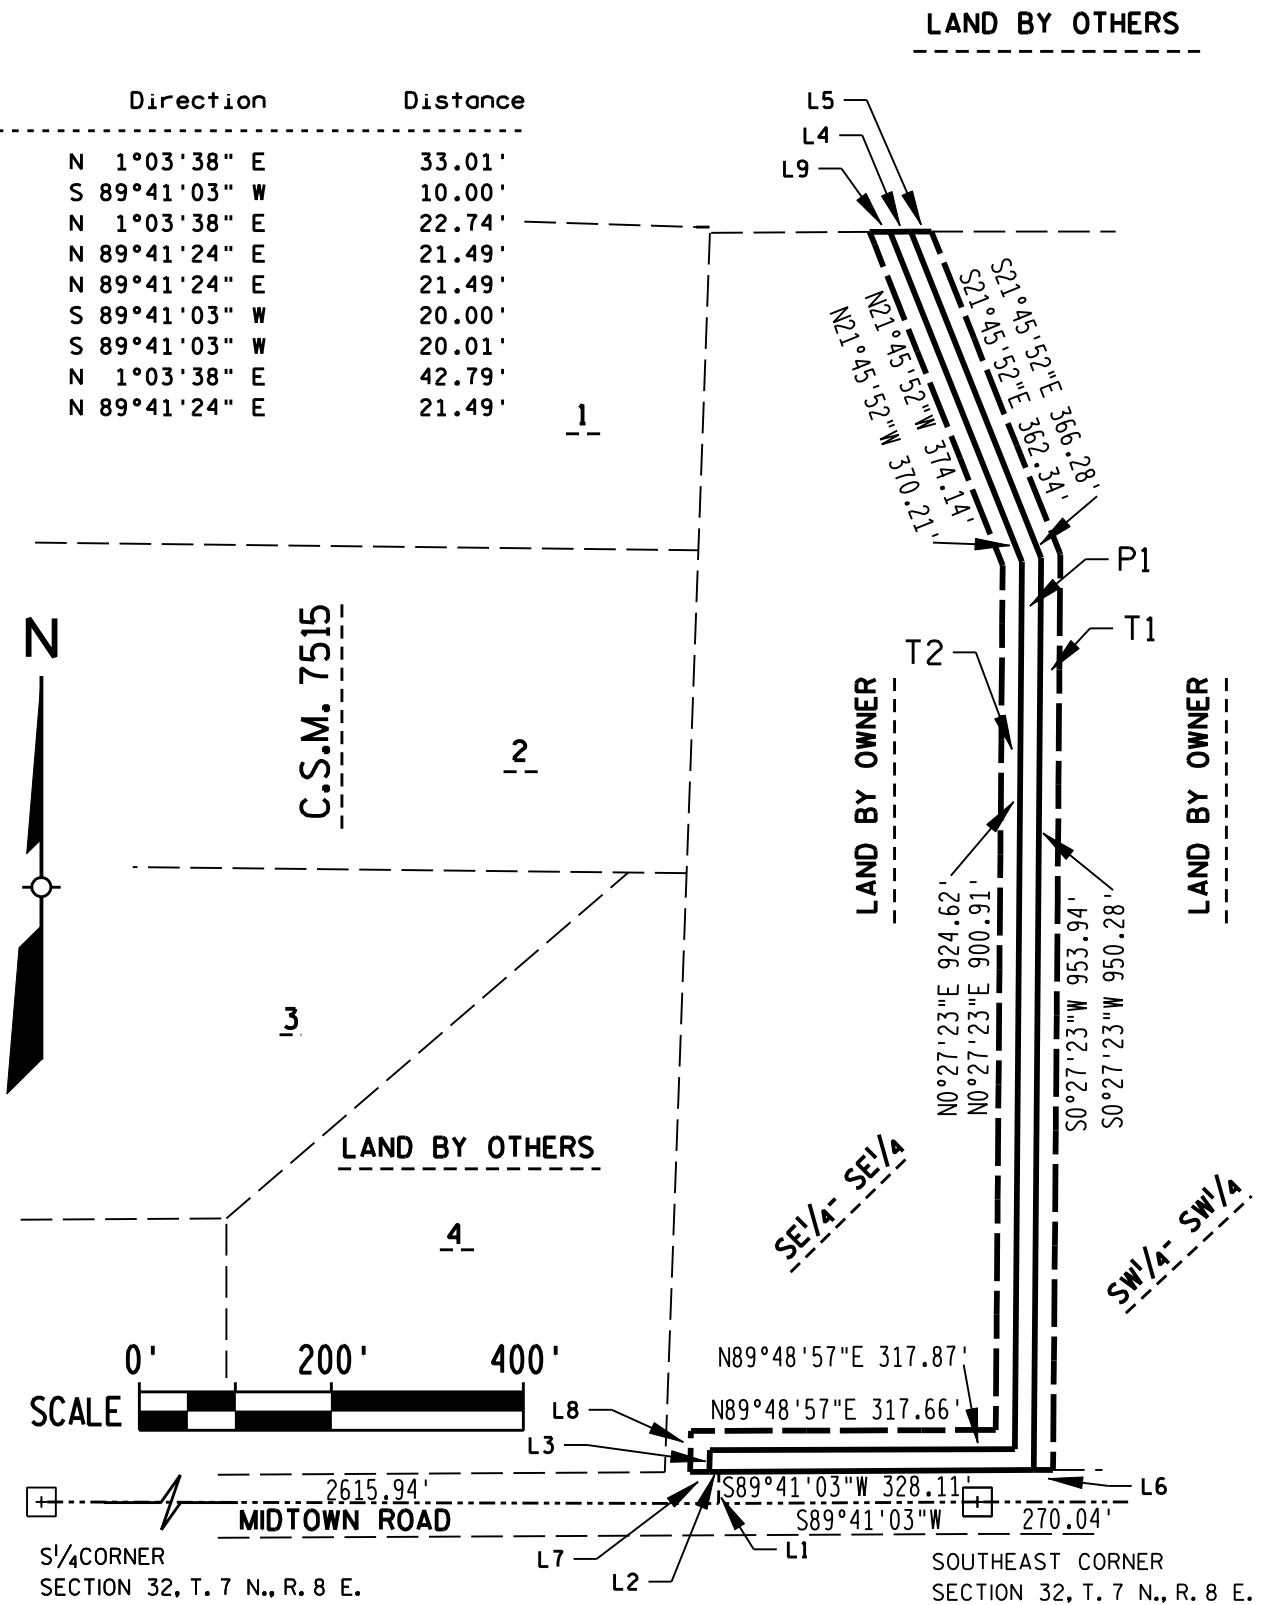 LAND BY OTHERS
Direction Distance
N 1°03'38" E 33.01'
S 89°41'03" W 10.00'
N 1°03'38" E 22.74'
N 89°41'24" E 21.49'
N 89°41'24" E 21.49'
S 89°41'03" W 20.00'
S 89°41'03" W 20.01'
N 1°03'38" E 42.79'
N 89°41'24" E 21.49'
L5
L4
L9
S21°45'52"E 366.28'
S21°45'52"E 362.34'
N21°45'52"W 374.14'
N21°45'52"W 370.21'
1
P1
T1
T2
N
C.S.M. 7515
2
LAND BY OWNER
LAND BY OWNER
N0°27'23"E 924.62'
N0°27'23"E 900.91'
S0°27'23"W 953.94'
S0°27'23"W 950.28'
3
LAND BY OTHERS
4
SE1/4- SE1/4
SW1/4- SW1/4
0' 200' 400'
SCALE
N89°48'57"E 317.87'
N89°48'57"E 317.66'
L8
L3
2615.94'
S89°41'03"W 328.11'
L6
MIDTOWN ROAD
S89°41'03"W 270.04'
L7
L2
L1
S1/4CORNER
SECTION 32, T. 7 N., R. 8 E.
SOUTHEAST CORNER
SECTION 32, T. 7 N., R. 8 E.